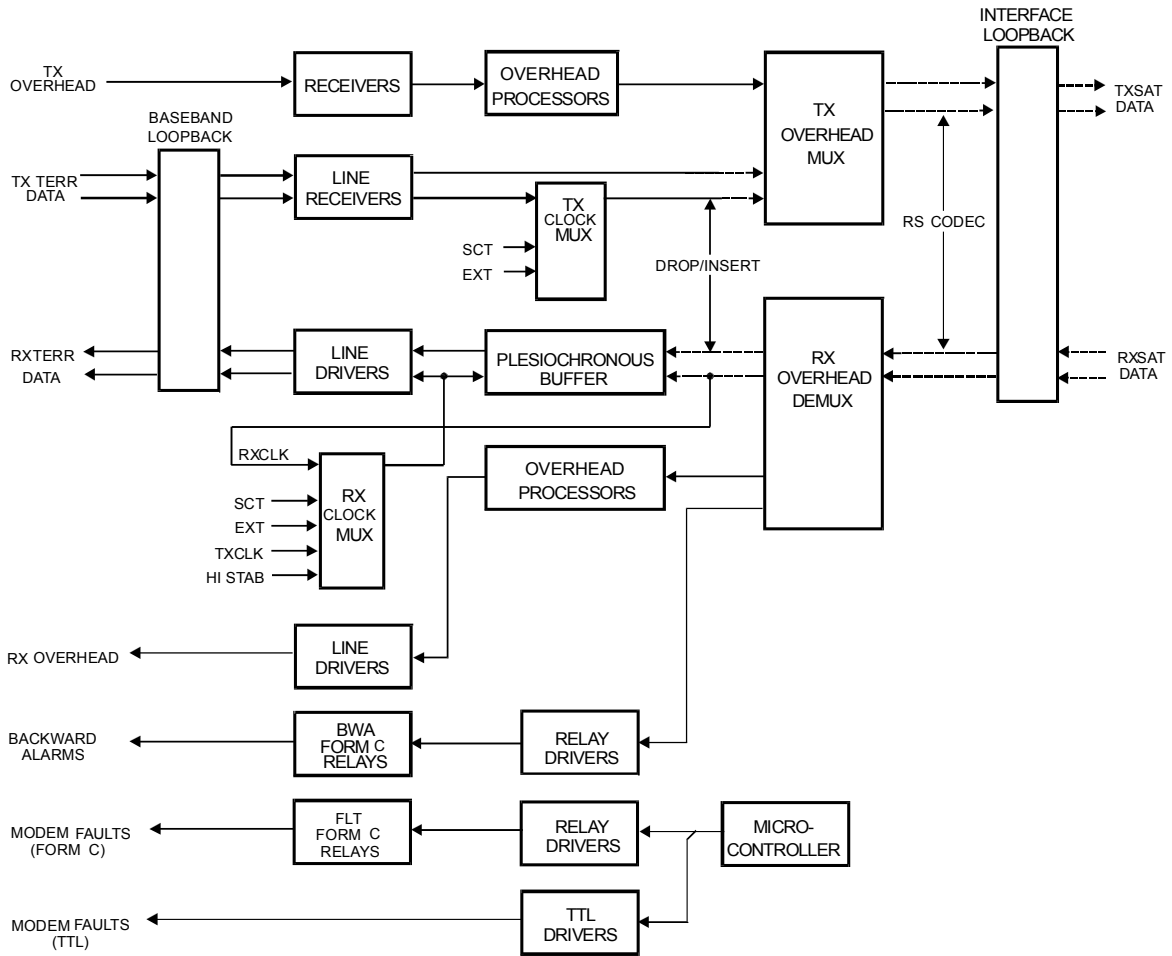 INTERFACE
LOOPBACK
TX
OVERHEAD
RECEIVERS
OVERHEAD
PROCESSORS
TX
OVERHEAD
MUX
TXSAT
DATA
BASEBAND
LOOPBACK
TX TERR
DATA
LINE
RECEIVERS
TX
CLOCK
MUX
SCT
EXT
DROP/INSERT
RS CODEC
RXTERR
DATA
LINE
DRIVERS
PLESIOCHRONOUS
BUFFER
RX
OVERHEAD
DEMUX
RXSAT
DATA
RXCLK
SCT
EXT
TXCLK
HI STAB
RX
CLOCK
MUX
OVERHEAD
PROCESSORS
RX OVERHEAD
LINE
DRIVERS
BACKWARD
ALARMS
BWA
FORM C
RELAYS
RELAY
DRIVERS
MODEM FAULTS
(FORM C)
FLT
FORM C
RELAYS
RELAY
DRIVERS
MICRO-
CONTROLLER
MODEM FAULTS
(TTL)
TTL
DRIVERS